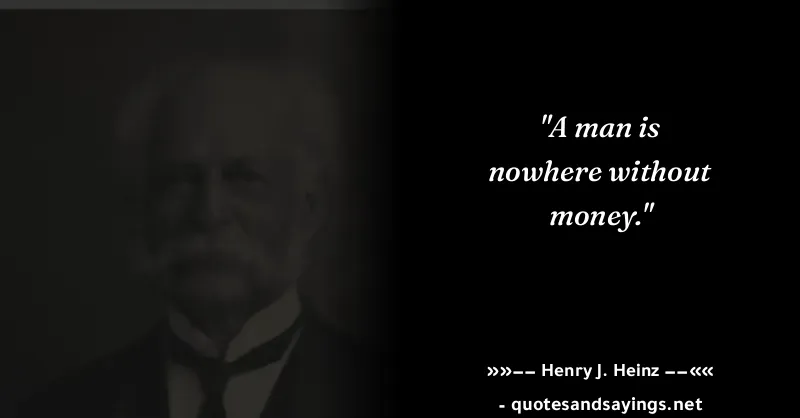 "A man is
nowhere without
money."
»»−− Henry J. Heinz −−««
- quotesandsayings.net